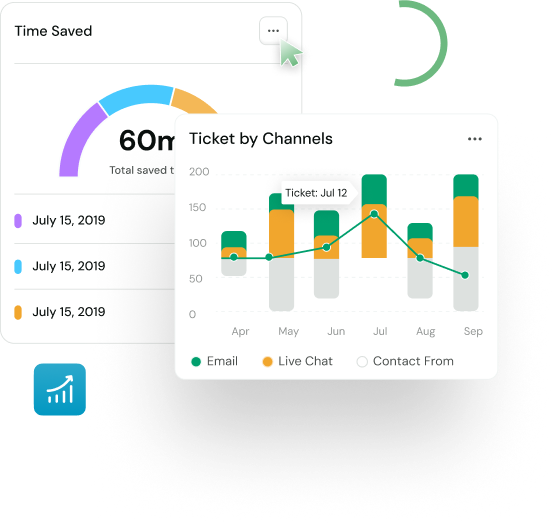 Time Saved
60m
Total saved t
July 15, 2019
July 15, 2019
July 15, 2019
Ticket by Channels
200
150
100
50
0
Ticket: Jul 12
Apr May Jun Jul Aug Sep
Email Live Chat Contact From